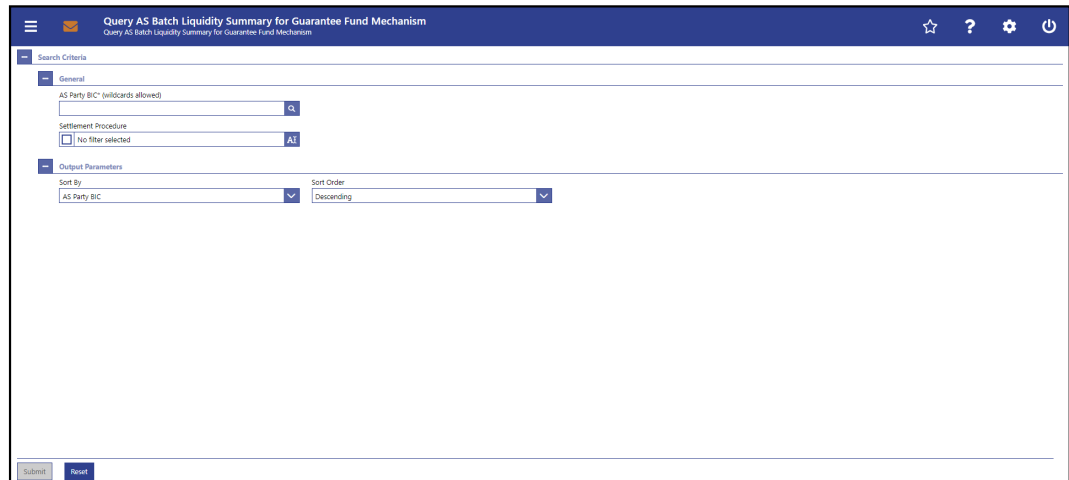 Query AS Batch Liquidity Summary for Guarantee Fund Mechanism
Query AS Batch Liquidity Summary for Guarantee Fund Mechanism
Search Criteria
General
AS Party BIC* (wildcards allowed)
Settlement Procedure
No filter selected
Output Parameters
Sort By Sort Order
AS Party BIC Descending
Submit Reset